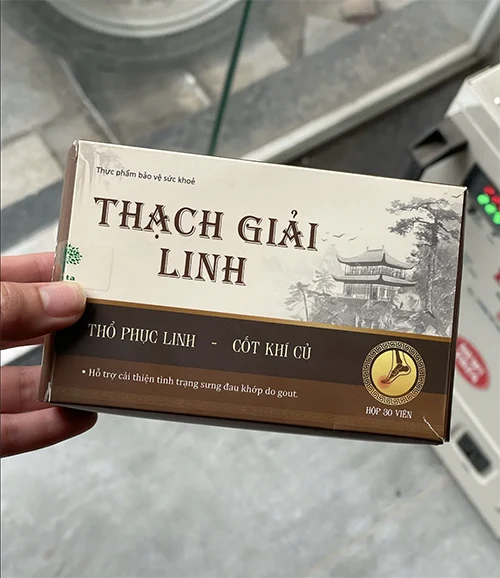 Thực phẩm bảo vệ sức khoẻ
THẠCH GIẢI
LINH
THỔ PHỤC LINH - CỐT KHÍ CỦ
• Hỗ trợ cải thiện tình trạng sưng đau khớp do gout.
HỘP 30 VIÊN